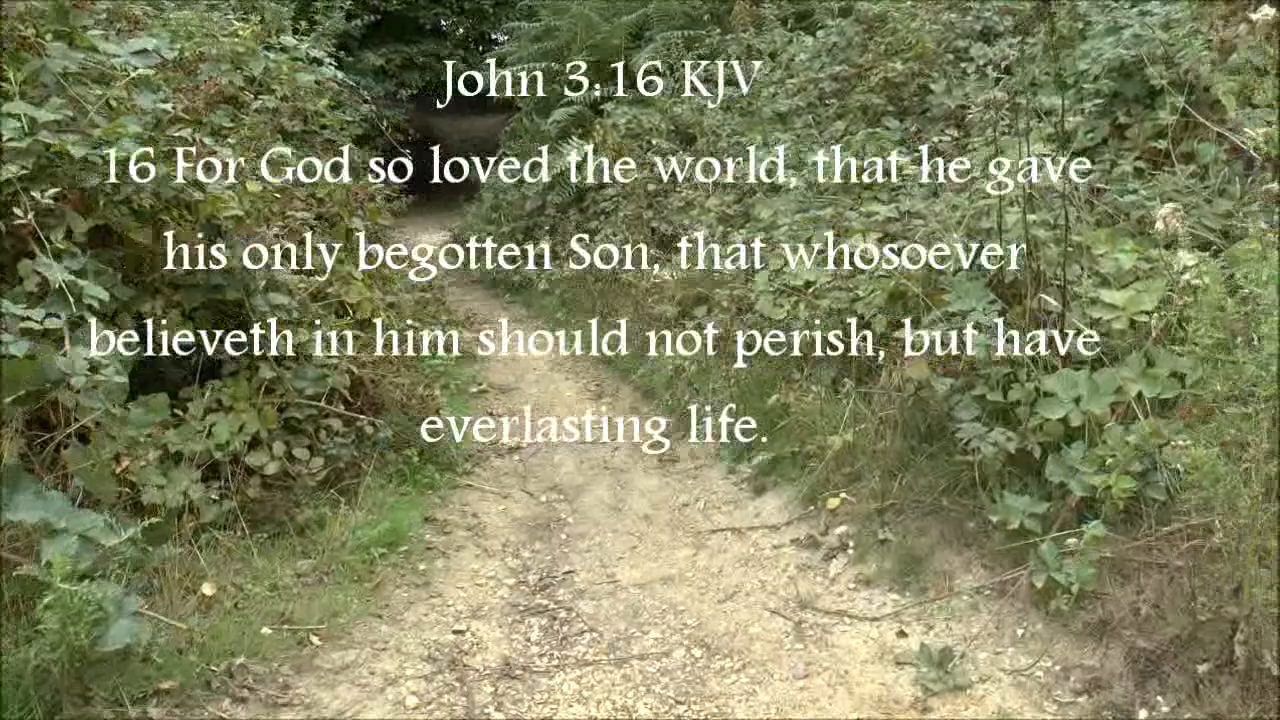 John 3:16 KJV
16 For God so loved the world, that he gave
his only begotten Son, that whosoever
believeth in him should not perish, but have
everlasting life.